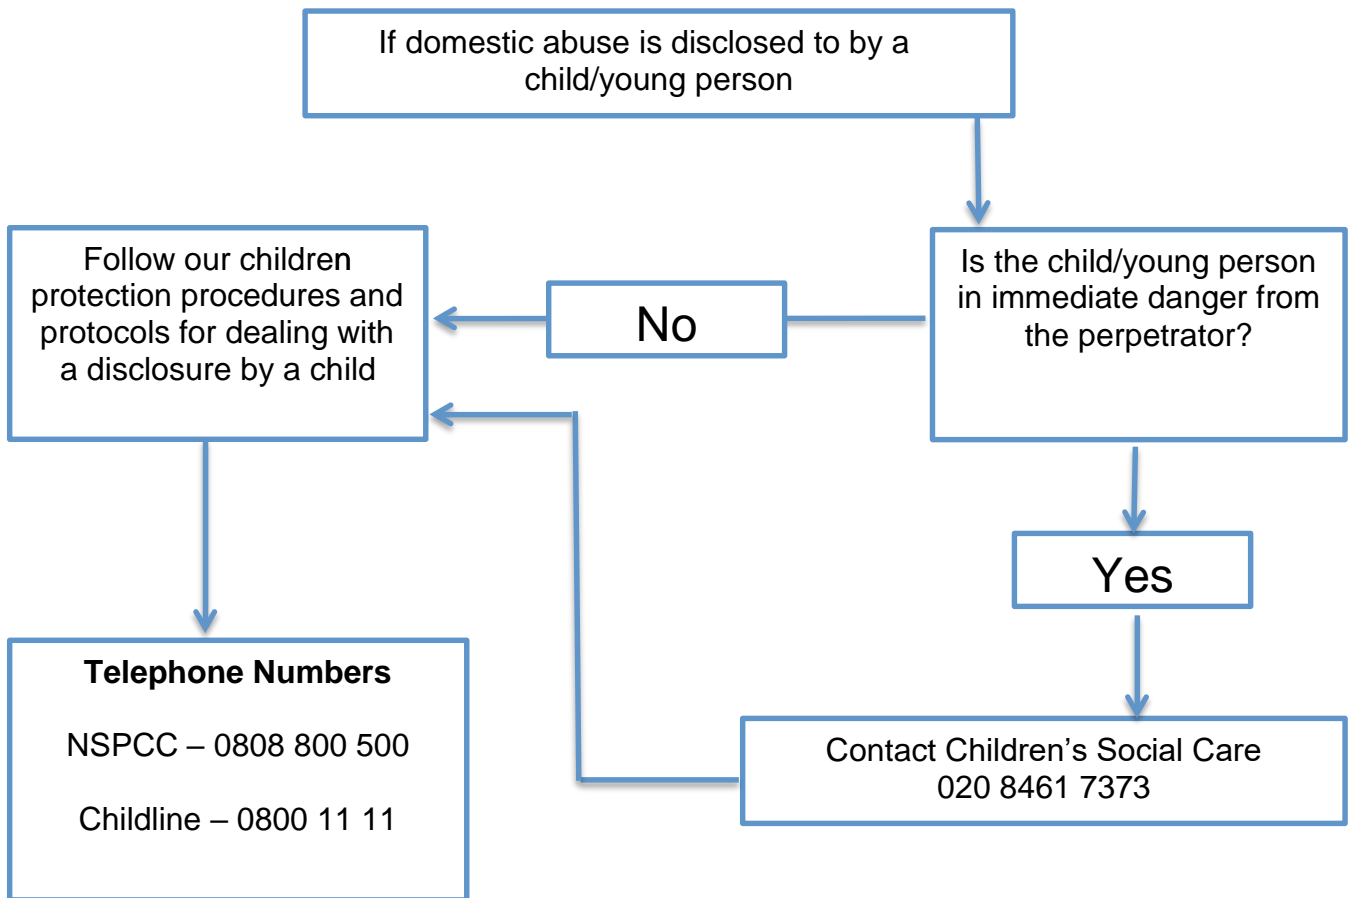 If domestic abuse is disclosed to by a
child/young person
Is the child/young person
in immediate danger from
the perpetrator?
No
Follow our children
protection procedures and
protocols for dealing with
a disclosure by a child
Yes
Contact Children’s Social Care
020 8461 7373
Telephone Numbers
NSPCC – 0808 800 500
Childline – 0800 11 11